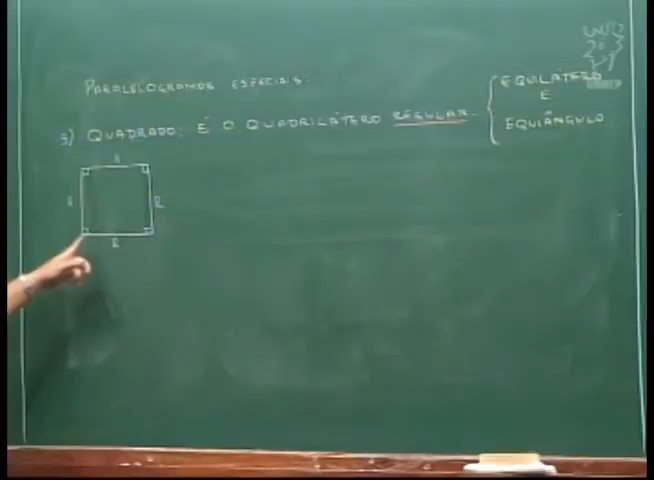 PARALELOGRAMOS ESPECIAIS:
3) QUADRADO: É O QUADRILÁTERO REGULAR.
EQUILÁTERO
E
EQUIÂNGULO
l
l
l
l